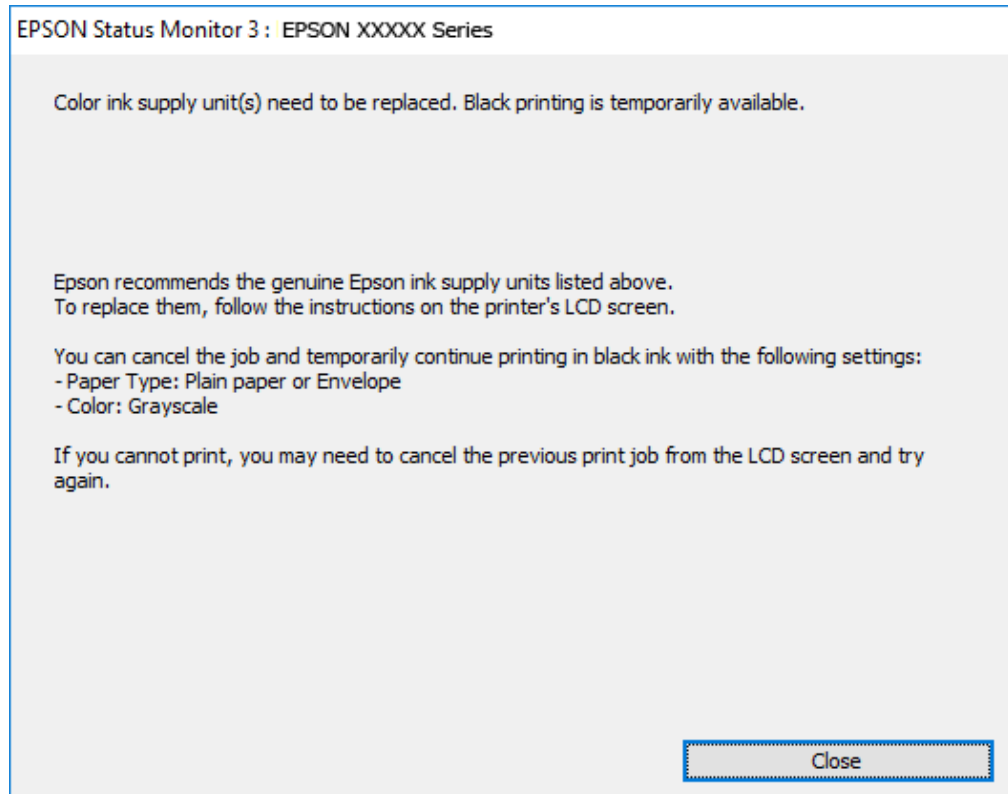 EPSON Status Monitor 3 : EPSON XXXXX Series
Color ink supply unit(s) need to be replaced. Black printing is temporarily available.
Epson recommends the genuine Epson ink supply units listed above.
To replace them, follow the instructions on the printer's LCD screen.
You can cancel the job and temporarily continue printing in black ink with the following settings:
- Paper Type: Plain paper or Envelope
- Color: Grayscale
If you cannot print, you may need to cancel the previous print job from the LCD screen and try
again.
Close